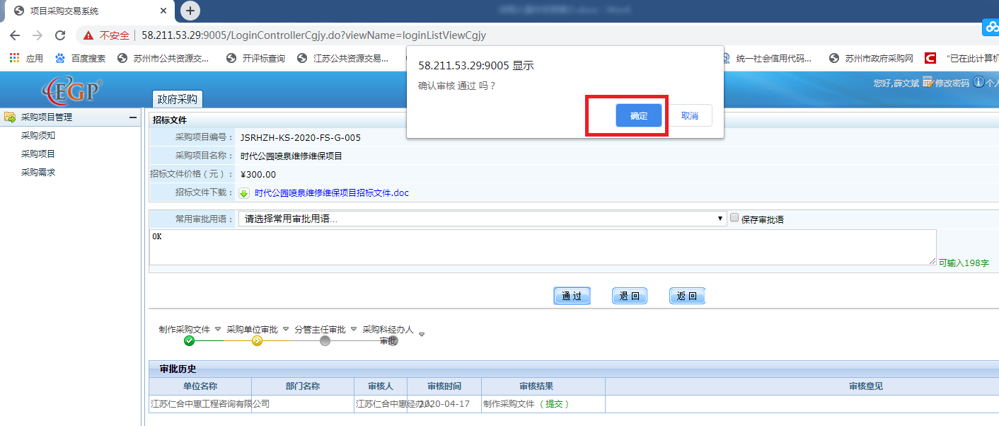 项目采购交易系统
不安全 58.211.53.29:9005/LoginControllerCgjy.do?viewName=loginListViewCgjy
应用 百度搜索 苏州市公共资源交... 开评标查询 江苏公共资源交易... 统一社会信用代码... 苏州市政府采购网 “已在此计算机
58.211.53.29:9005 显示
确认审核 通过 吗？
确定 取消
EGP
政府采购
您好,薛文斌 修改密码 个人
采购项目管理
采购须知
采购项目
采购需求
招标文件
采购项目编号： JSRHZH-KS-2020-FS-G-005
采购项目名称： 时代公园喷泉维修维保项目
招标文件价格（元）： ¥300.00
招标文件下载： 时代公园喷泉维修维保项目招标文件.doc
常用审批用语： 请选择常用审批用语... 保存审批语
OK
可输入198字
通 过 退 回 返 回
制作采购文件 采购单位审批 分管主任审批 采购科经办人
审批
审批历史
单位名称 部门名称 审核人 审核时间 审核结果 审核意见
江苏仁合中惠工程咨询有限公司 江苏仁合中惠经办人 2020-04-17 制作采购文件 （提交）